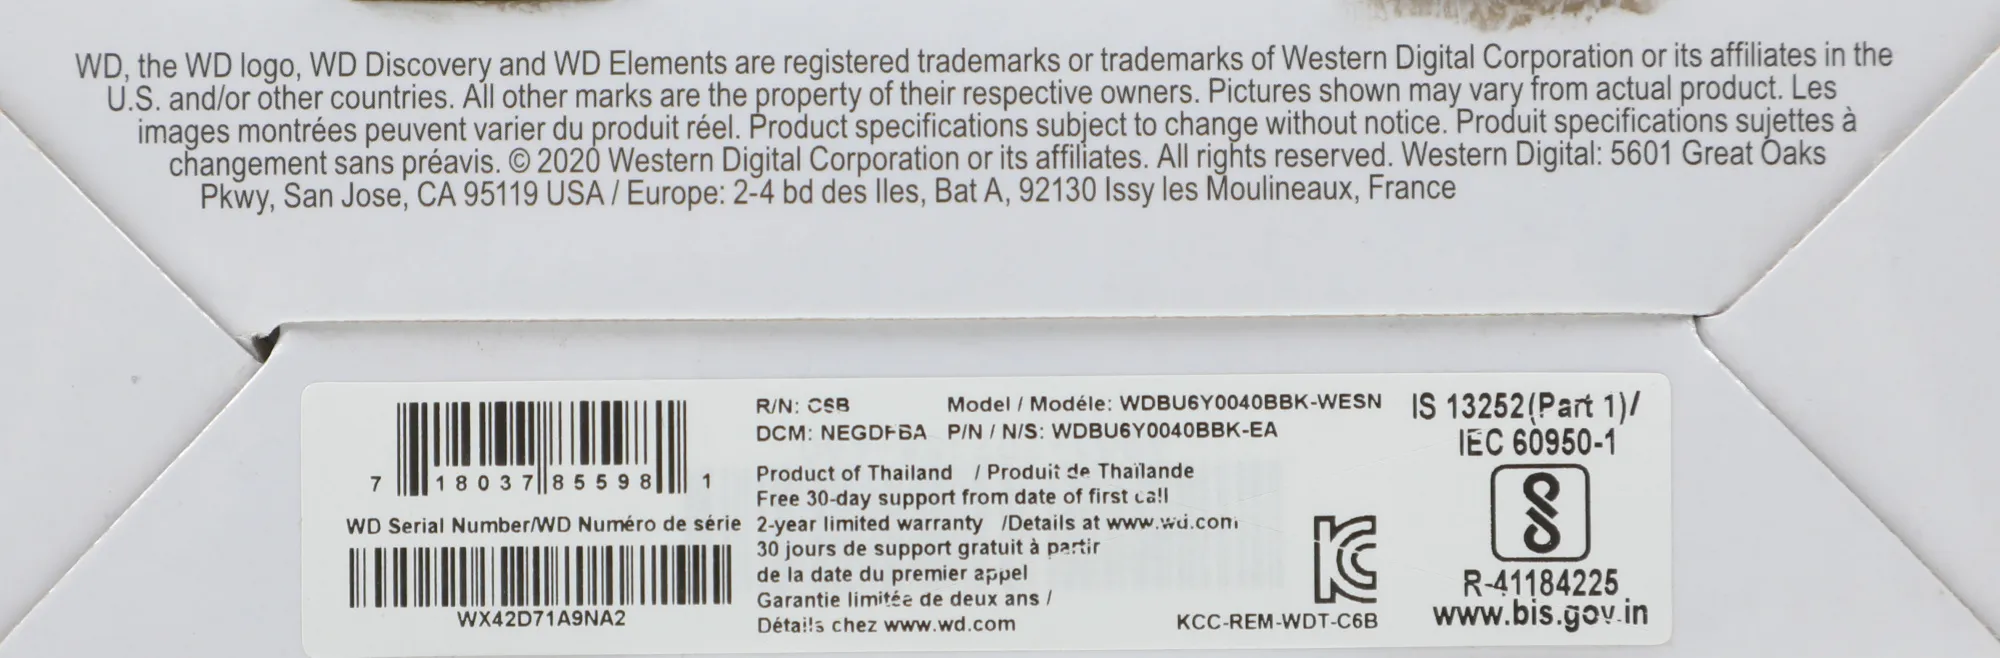 WD, the WD logo, WD Discovery and WD Elements are registered trademarks or trademarks of Western Digital Corporation or its affiliates in the
U.S. and/or other countries. All other marks are the property of their respective owners. Pictures shown may vary from actual product. Les
images montrées peuvent varier du produit réel. Product specifications subject to change without notice. Produit specifications sujettes à
changement sans préavis. © 2020 Western Digital Corporation or its affiliates. All rights reserved. Western Digital: 5601 Great Oaks
Pkwy, San Jose, CA 95119 USA / Europe: 2-4 bd des Iles, Bat A, 92130 Issy les Moulineaux, France
7 18037 85598 1
WD Serial Number/WD Numéro de série
WX42D71A9NA2
R/N: C6B Model / Modéle: WDBU6Y0040BBK-WESN
DCM: P/N / N/S: WDBU6Y0040BBK-EA
Product of Thailand / Produit de Thaïlande
Free 30-day support from date of first call
2-year limited warranty /Details at www.wd.com
30 jours de support gratuit à partir
de la date du premier appel
Garantie limitée de deux ans /
Détails chez www.wd.com
KCC-REM-WDT-C6B
IS 13252(Part 1)/
IEC 60950-1
R-41184225
www.bis.gov.in